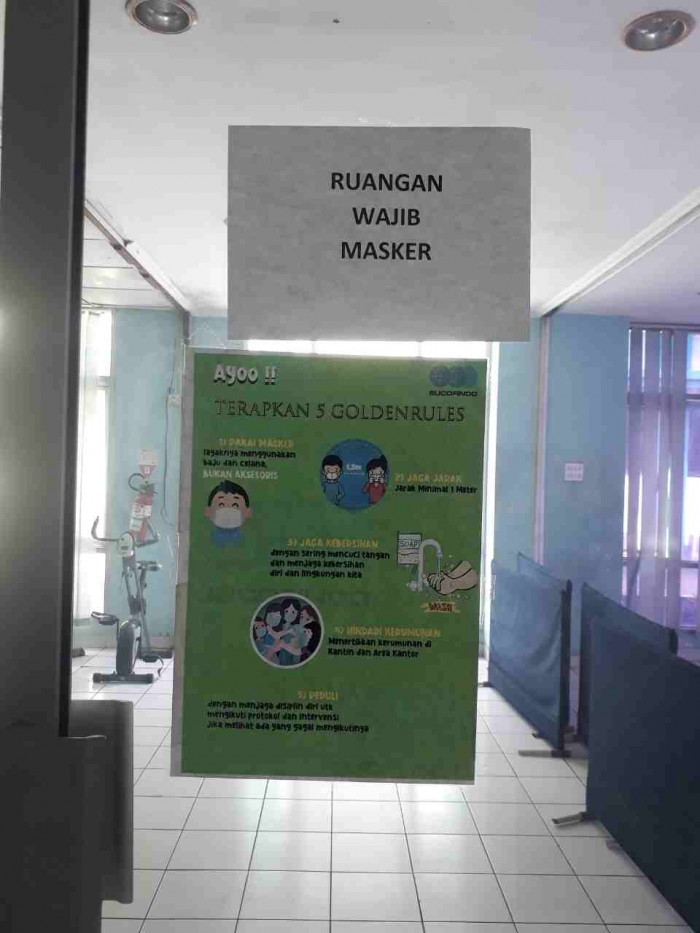 RUANGAN
WAJIB
MASKER
Ayoo !!
SUCOFINDO
TERAPKAN 5 GOLDENRULES
1) PAKAI MASKER
layaknya menggunakan
baju dan celana,
BUKAN AKSESORIS
2) JAGA JARAK
Jarak Minimal 1 Meter
3) JAGA KEBERSIHAN
dengan sering mencuci tangan
dan menjaga kebersihan
diri dan lingkungan kita
SOAP
WASH
4) HINDARI KERUMUNAN
Menertibkan kerumunan di
Kantin dan Area Kantor
5) PEDULI
dengan menjaga disiplin diri utk
mengikuti protokol dan intervensi
jika melihat ada yang gagal mengikutinya